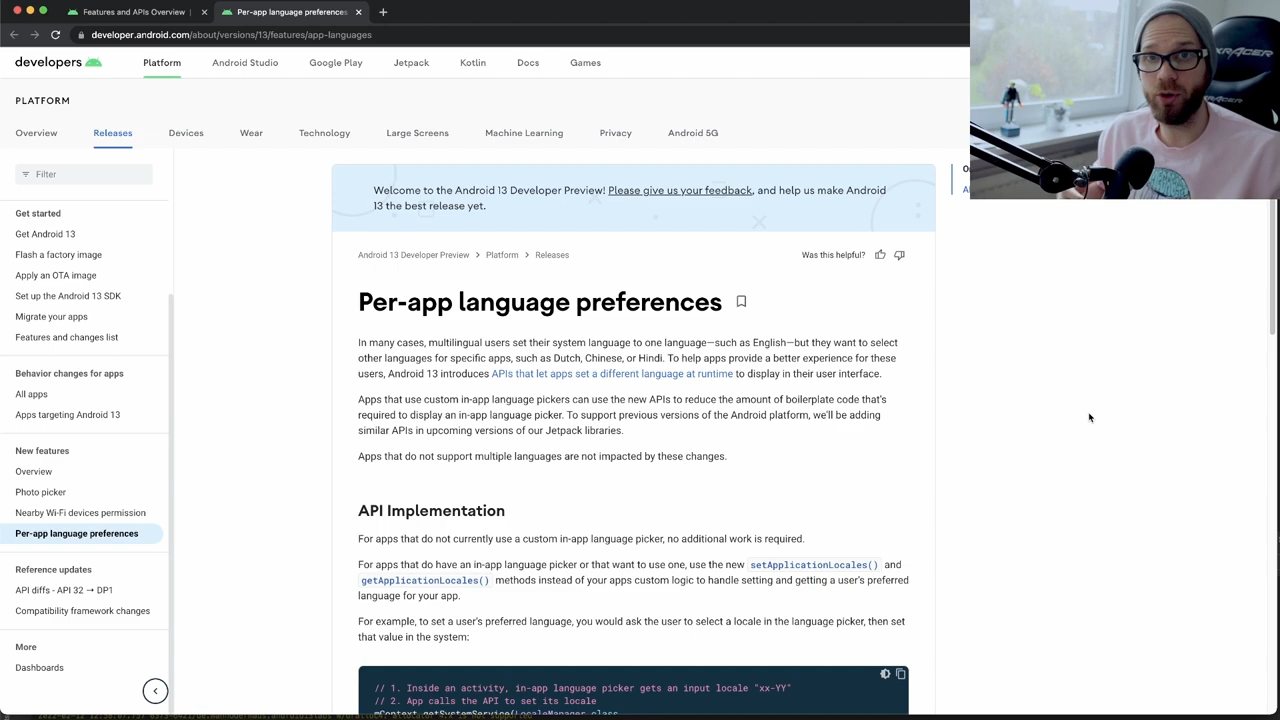 Features and APIs Overview
Per-app language preferences
developer.android.com/about/versions/13/features/app-languages
developers
Platform
Android Studio
Google Play
Jetpack
Kotlin
Docs
Games
PLATFORM
Overview
Releases
Devices
Wear
Technology
Large Screens
Machine Learning
Privacy
Android 5G
Filter
Get started
Get Android 13
Flash a factory image
Apply an OTA image
Set up the Android 13 SDK
Migrate your apps
Features and changes list
Behavior changes for apps
All apps
Apps targeting Android 13
New features
Overview
Photo picker
Nearby Wi-Fi devices permission
Per-app language preferences
Reference updates
API diffs - API 32 → DP1
Compatibility framework changes
More
Dashboards
Welcome to the Android 13 Developer Preview! Please give us your feedback, and help us make Android
13 the best release yet.
Android 13 Developer Preview > Platform > Releases
Was this helpful?
Per-app language preferences
In many cases, multilingual users set their system language to one language—such as English—but they want to select
other languages for specific apps, such as Dutch, Chinese, or Hindi. To help apps provide a better experience for these
users, Android 13 introduces APIs that let apps set a different language at runtime to display in their user interface.
Apps that use custom in-app language pickers can use the new APIs to reduce the amount of boilerplate code that's
required to display an in-app language picker. To support previous versions of the Android platform, we'll be adding
similar APIs in upcoming versions of our Jetpack libraries.
Apps that do not support multiple languages are not impacted by these changes.
API Implementation
For apps that do not currently use a custom in-app language picker, no additional work is required.
For apps that do have an in-app language picker or that want to use one, use the new setApplicationLocales() and
getApplicationLocales() methods instead of your apps custom logic to handle setting and getting a user's preferred
language for your app.
For example, to set a user's preferred language, you would ask the user to select a locale in the language picker, then set
that value in the system:
// 1. Inside an activity, in-app language picker gets an input locale "xx-YY"
// 2. App calls the API to set its locale
mContext.getSystemService(LocaleManager.class
XRACER